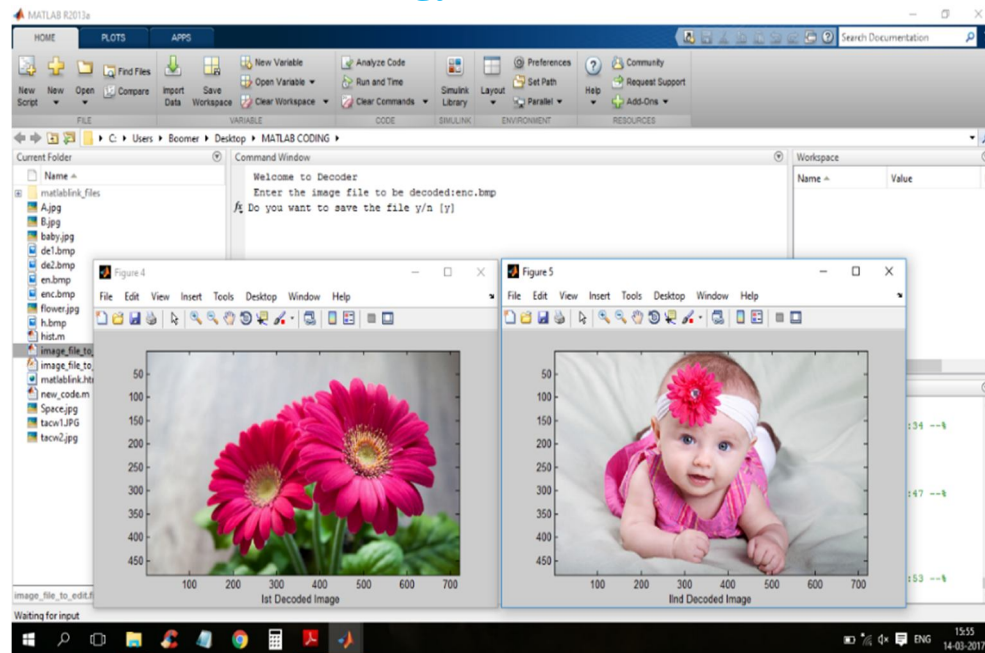 MATLAB R2013a
HOME PLOTS APPS
Search Documentation
New Script
New
Open
Find Files
Compare
Import Data
Save Workspace
New Variable
Open Variable
Clear Workspace
Analyze Code
Run and Time
Clear Commands
Simulink Library
Layout
Preferences
Set Path
Parallel
Help
Community
Request Support
Add-Ons
FILE VARIABLE CODE SIMULINK ENVIRONMENT RESOURCES
C: Users Boomer Desktop MATLAB CODING
Current Folder
Name
matlablink_files
A.jpg
B.jpg
baby.jpg
de1.bmp
de2.bmp
en.bmp
enc.bmp
flower.jpg
h.bmp
hist.m
image_file_to_
image_file_to_
matlablink.ht
new_code.m
Space.jpg
tacw1.JPG
tacw2.jpg
image_file_to_edit.
Command Window
Welcome to Decoder
Enter the image file to be decoded:enc.bmp
fx Do you want to save the file y/n [y]
Workspace
Name Value
:34 --%
:47 --%
:53 --%
Figure 4
File Edit View Insert Tools Desktop Window Help
50
100
150
200
250
300
350
400
450
100 200 300 400 500 600 700
Ist Decoded Image
Figure 5
File Edit View Insert Tools Desktop Window Help
50
100
150
200
250
300
350
400
450
100 200 300 400 500 600 700
IInd Decoded Image
Waiting for input
ENG
15:55
14-03-2017